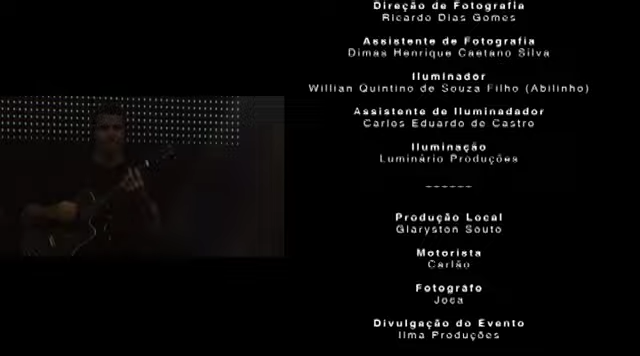 Direção de Fotografia
Ricardo Dias Gomes
Assistente de Fotografia
Dimas Henrique Caetano Silva
Iluminador
Willian Quintino de Souza Filho (Abilinho)
Assistente de Iluminadador
Carlos Eduardo de Castro
Iluminação
Luminário Produções
------
Produção Local
Glaryston Souto
Motorista
Carlão
Fotógrafo
Joca
Divulgação do Evento
Ilma Produções